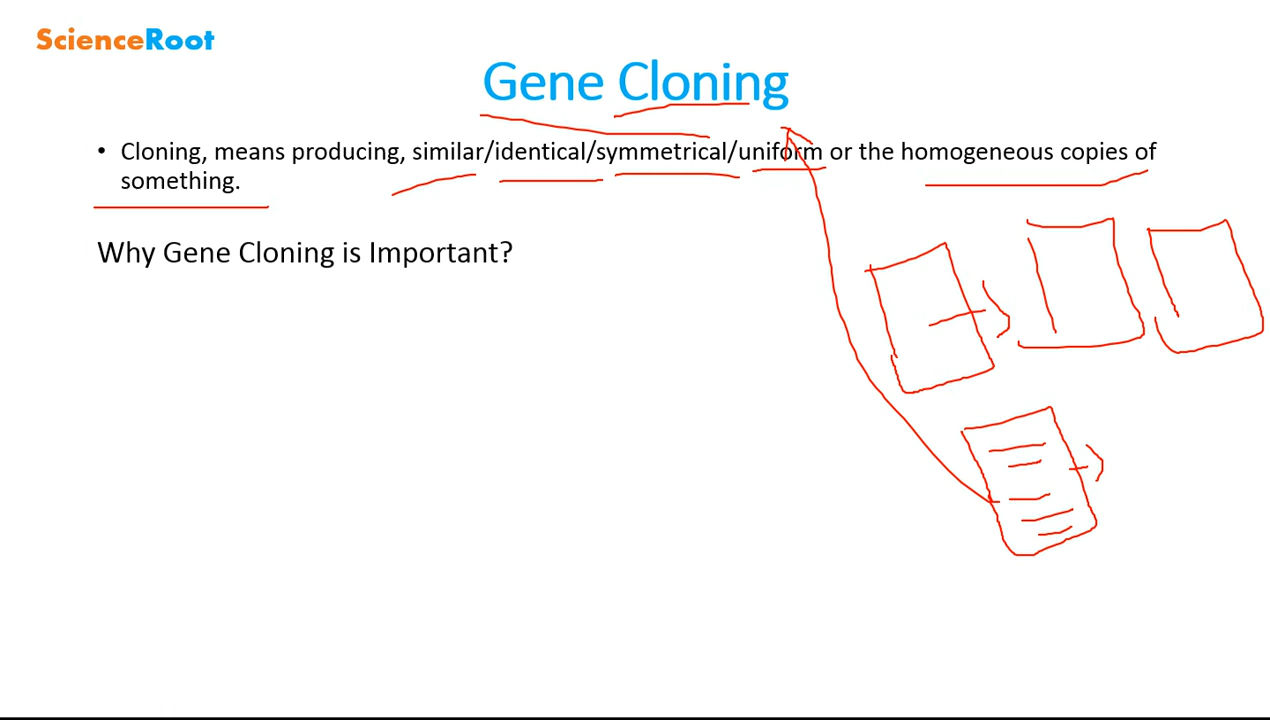 ScienceRoot
Gene Cloning
• Cloning, means producing, similar/identical/symmetrical/uniform or the homogeneous copies of
something.
Why Gene Cloning is Important?